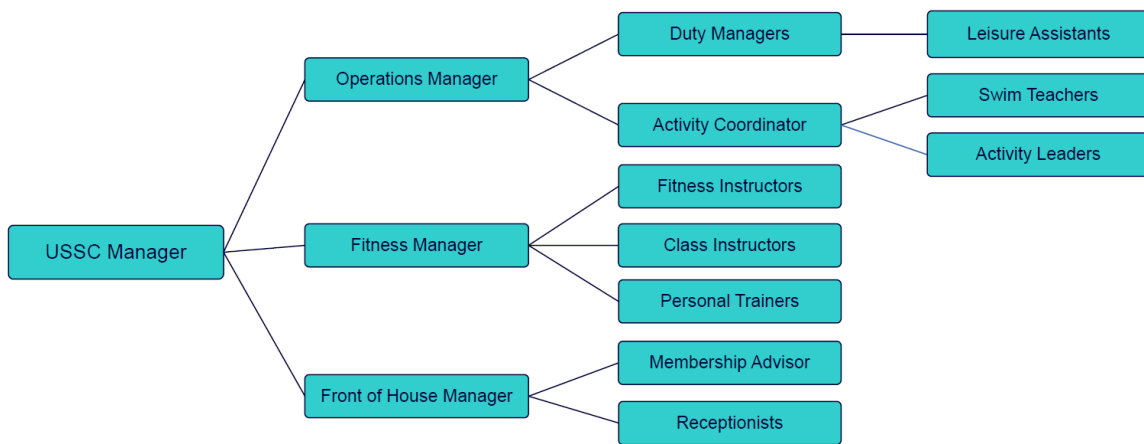 Duty Managers
Leisure Assistants
Operations Manager
Swim Teachers
Activity Coordinator
Activity Leaders
Fitness Instructors
USSC Manager
Fitness Manager
Class Instructors
Personal Trainers
Membership Advisor
Front of House Manager
Receptionists